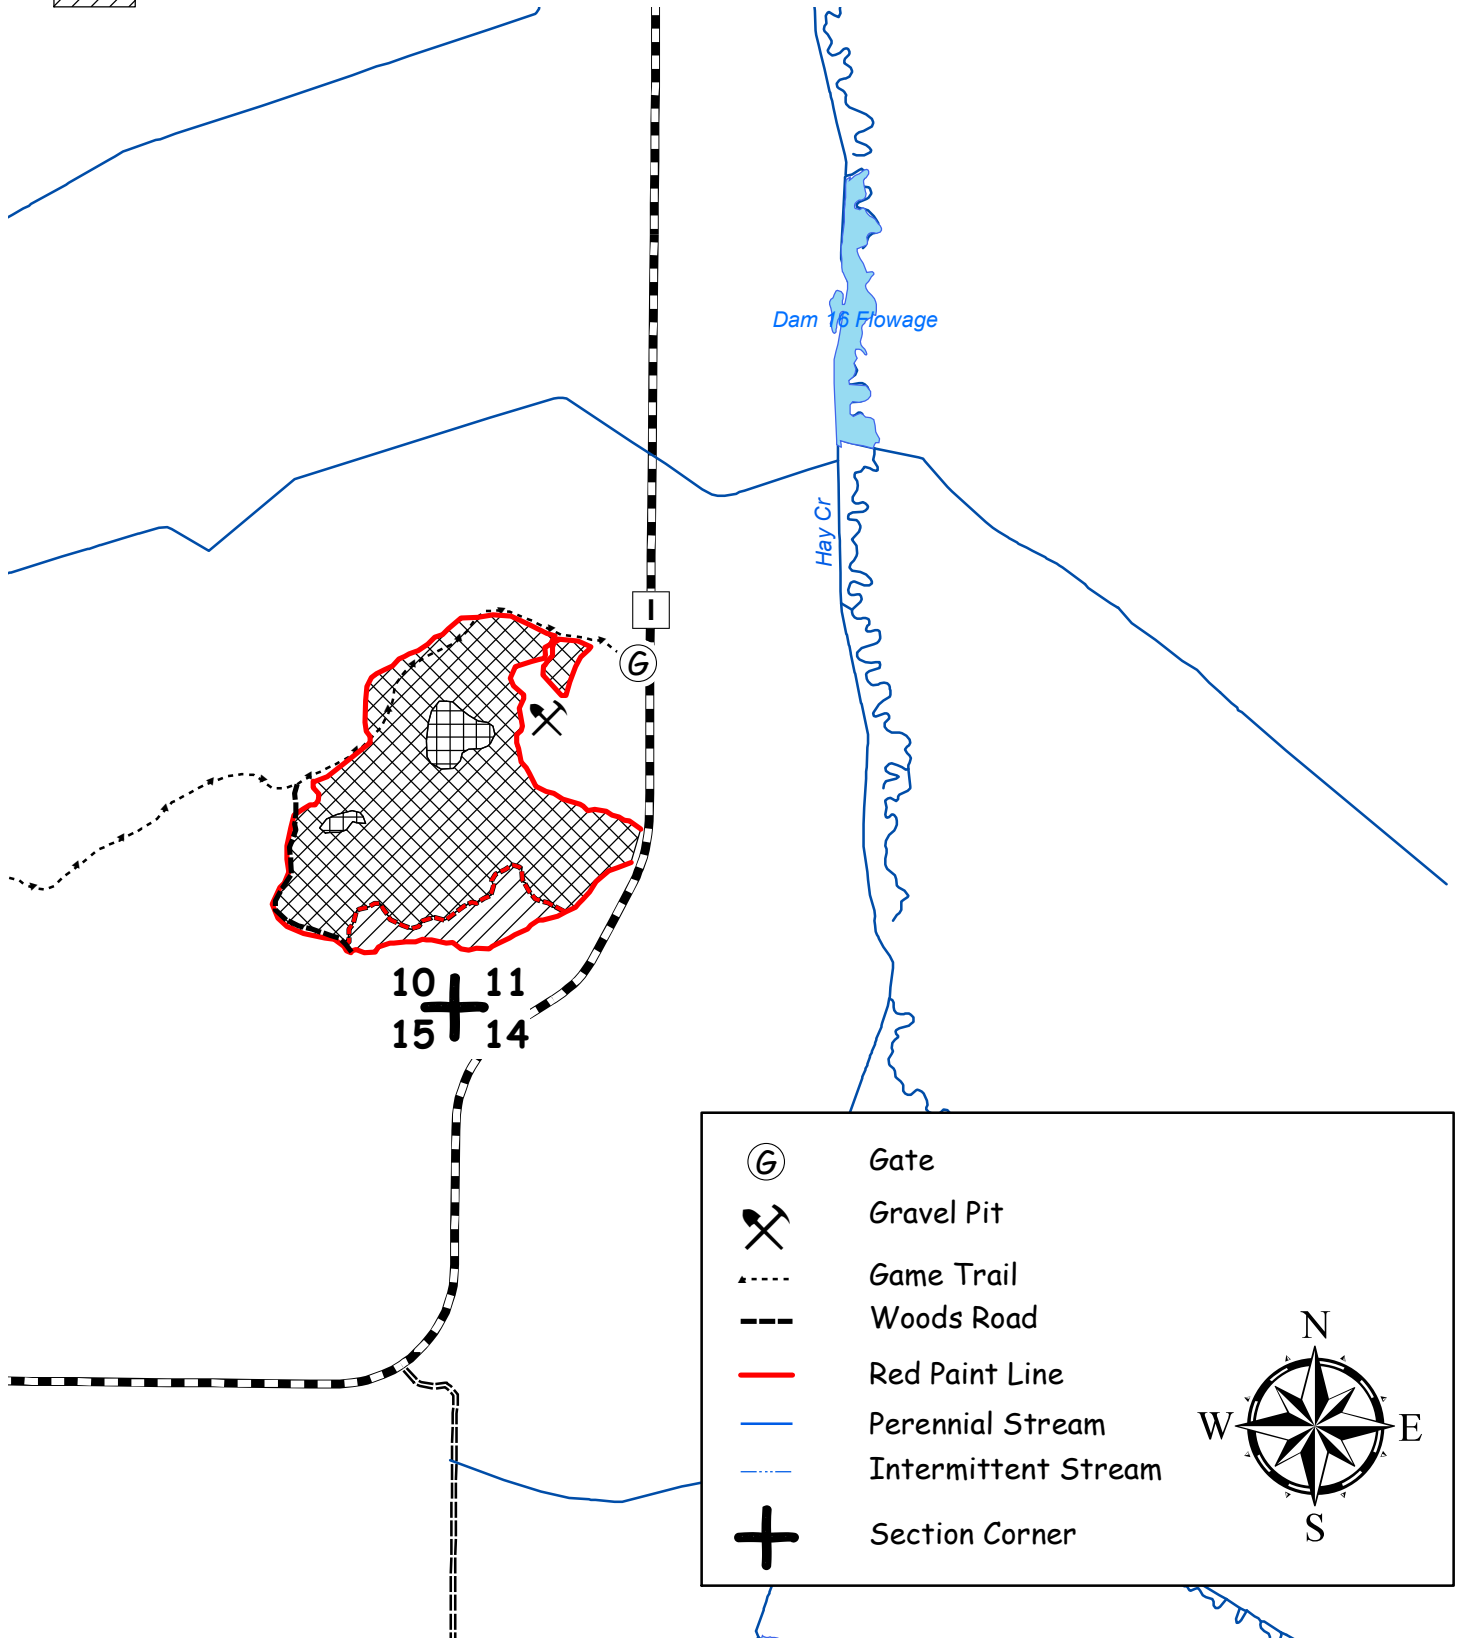 Dam 16 Flowage
Hay Cr
I
G
10 11
15 14
G Gate
Gravel Pit
Game Trail
Woods Road
Red Paint Line
Perennial Stream
Intermittent Stream
Section Corner
N
W E
S